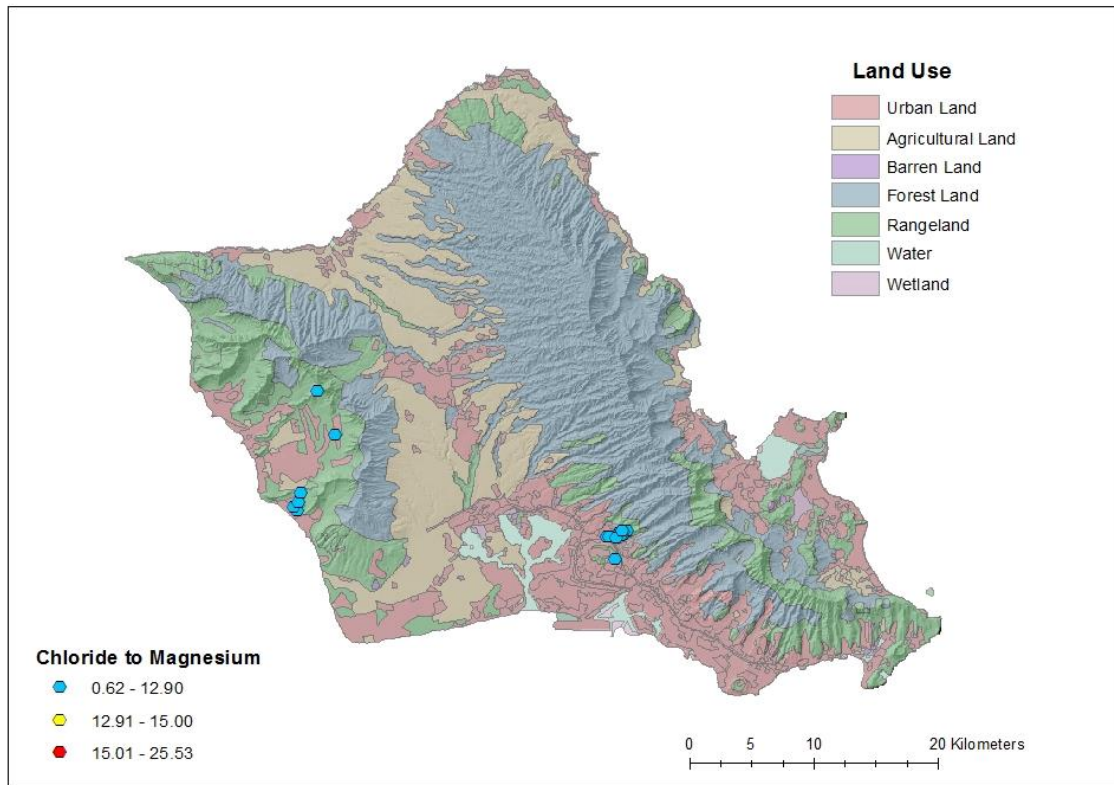 Land Use
Urban Land
Agricultural Land
Barren Land
Forest Land
Rangeland
Water
Wetland
Chloride to Magnesium
0.62 - 12.90
12.91 - 15.00
15.01 - 25.53
0 5 10 20 Kilometers